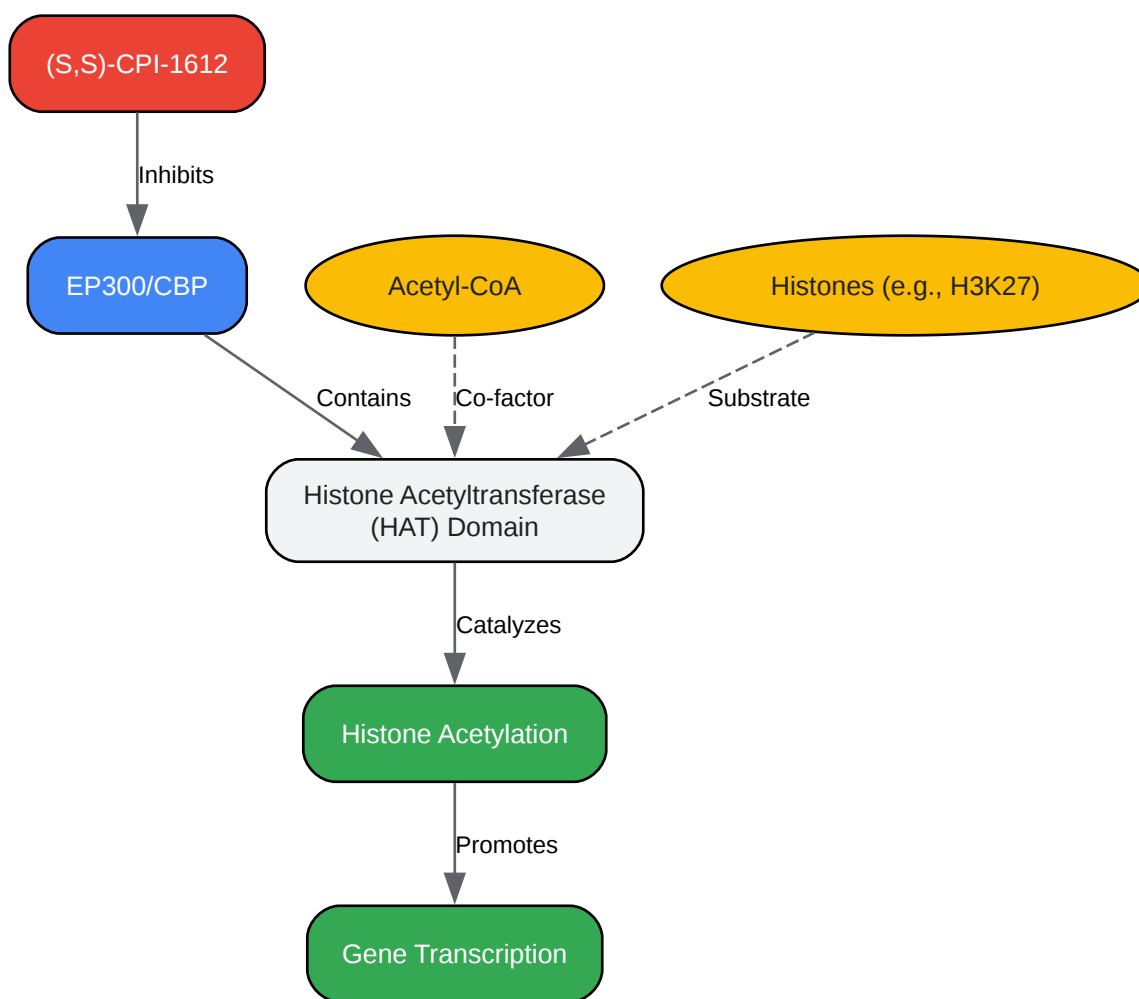 (S,S)-CPI-1612
Inhibits
EP300/CBP
Acetyl-CoA
Histones (e.g., H3K27)
Contains
Co-factor
Substrate
Histone Acetyltransferase
(HAT) Domain
Catalyzes
Histone Acetylation
Promotes
Gene Transcription